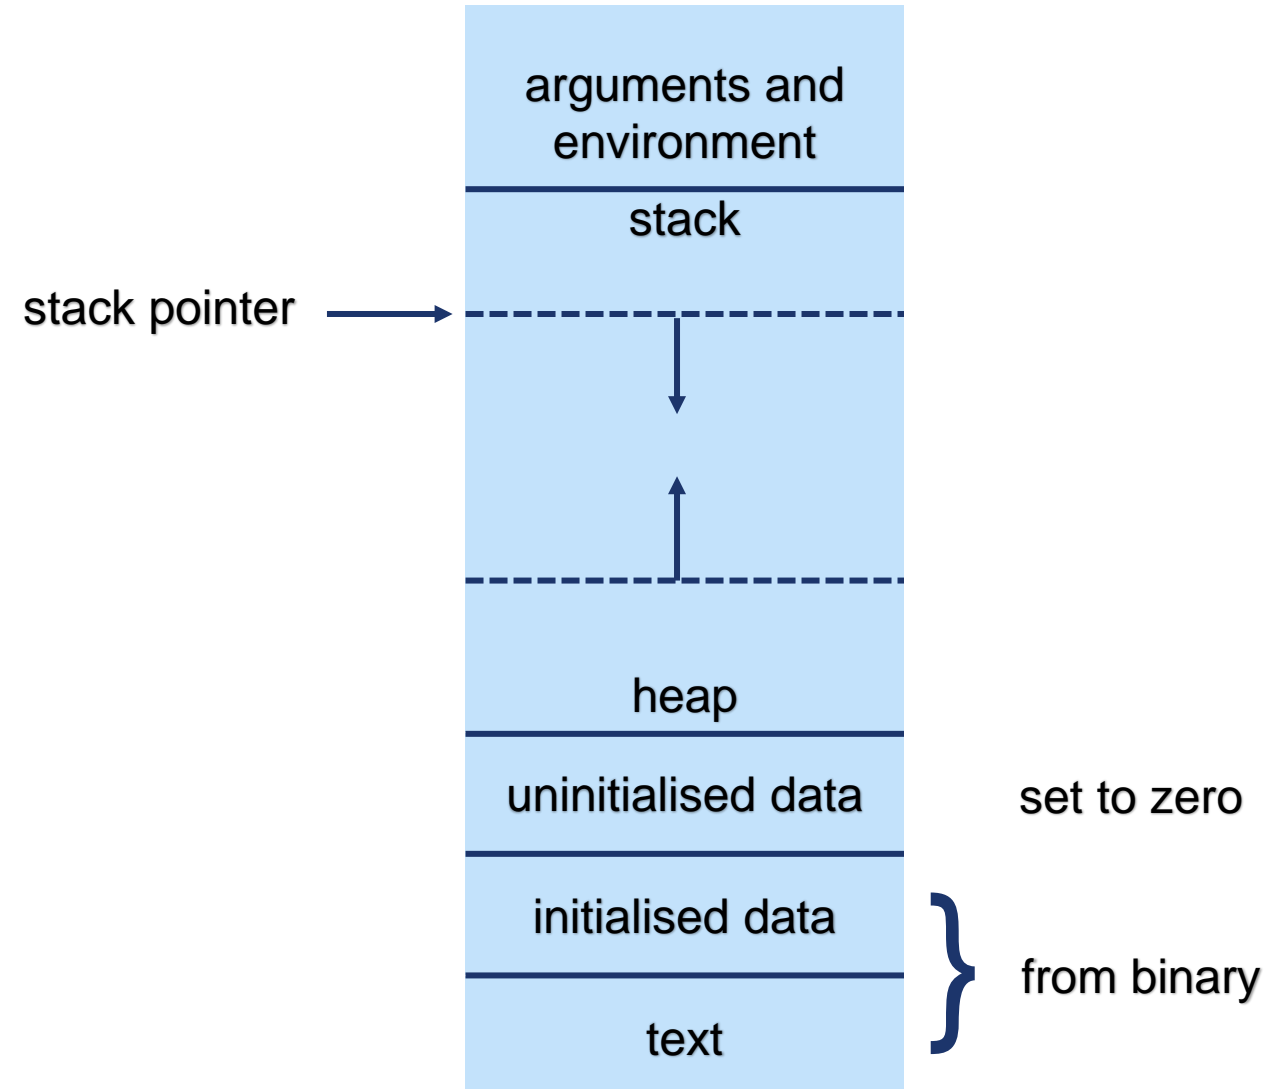 arguments and
environment
stack
stack pointer
heap
uninitialised data
set to zero
initialised data
from binary
text